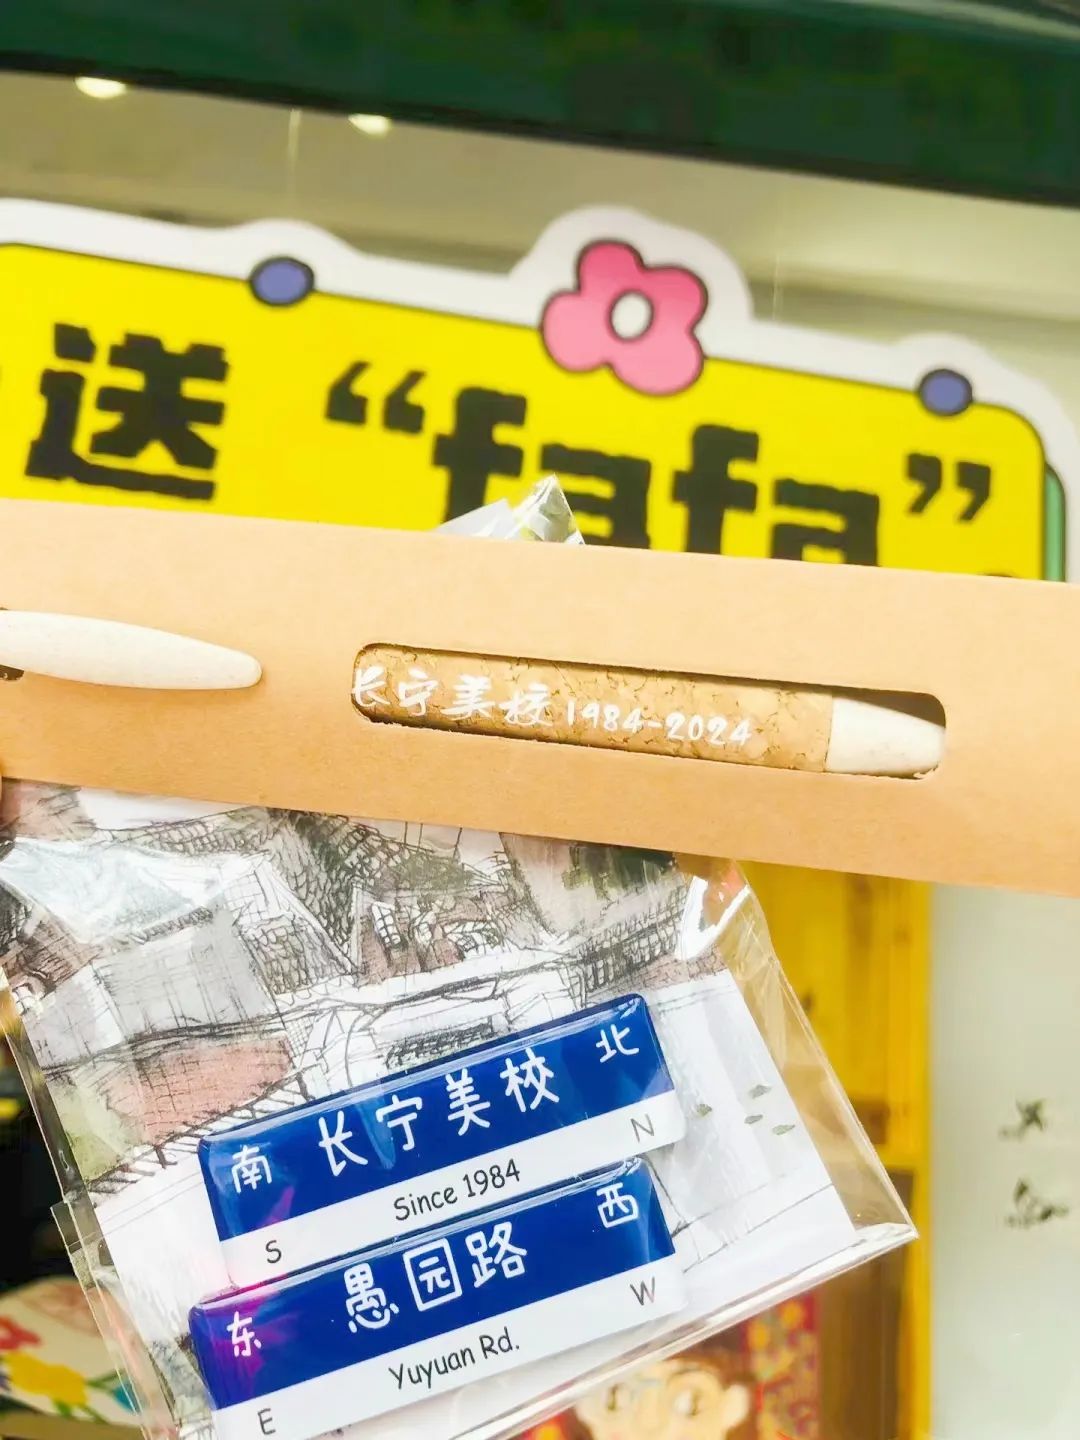 送 “fafa”
长宁美校 1984-2024
南 长宁美校 北
S Since 1984 N
东 愚园路 西
E Yuyuan Rd. W